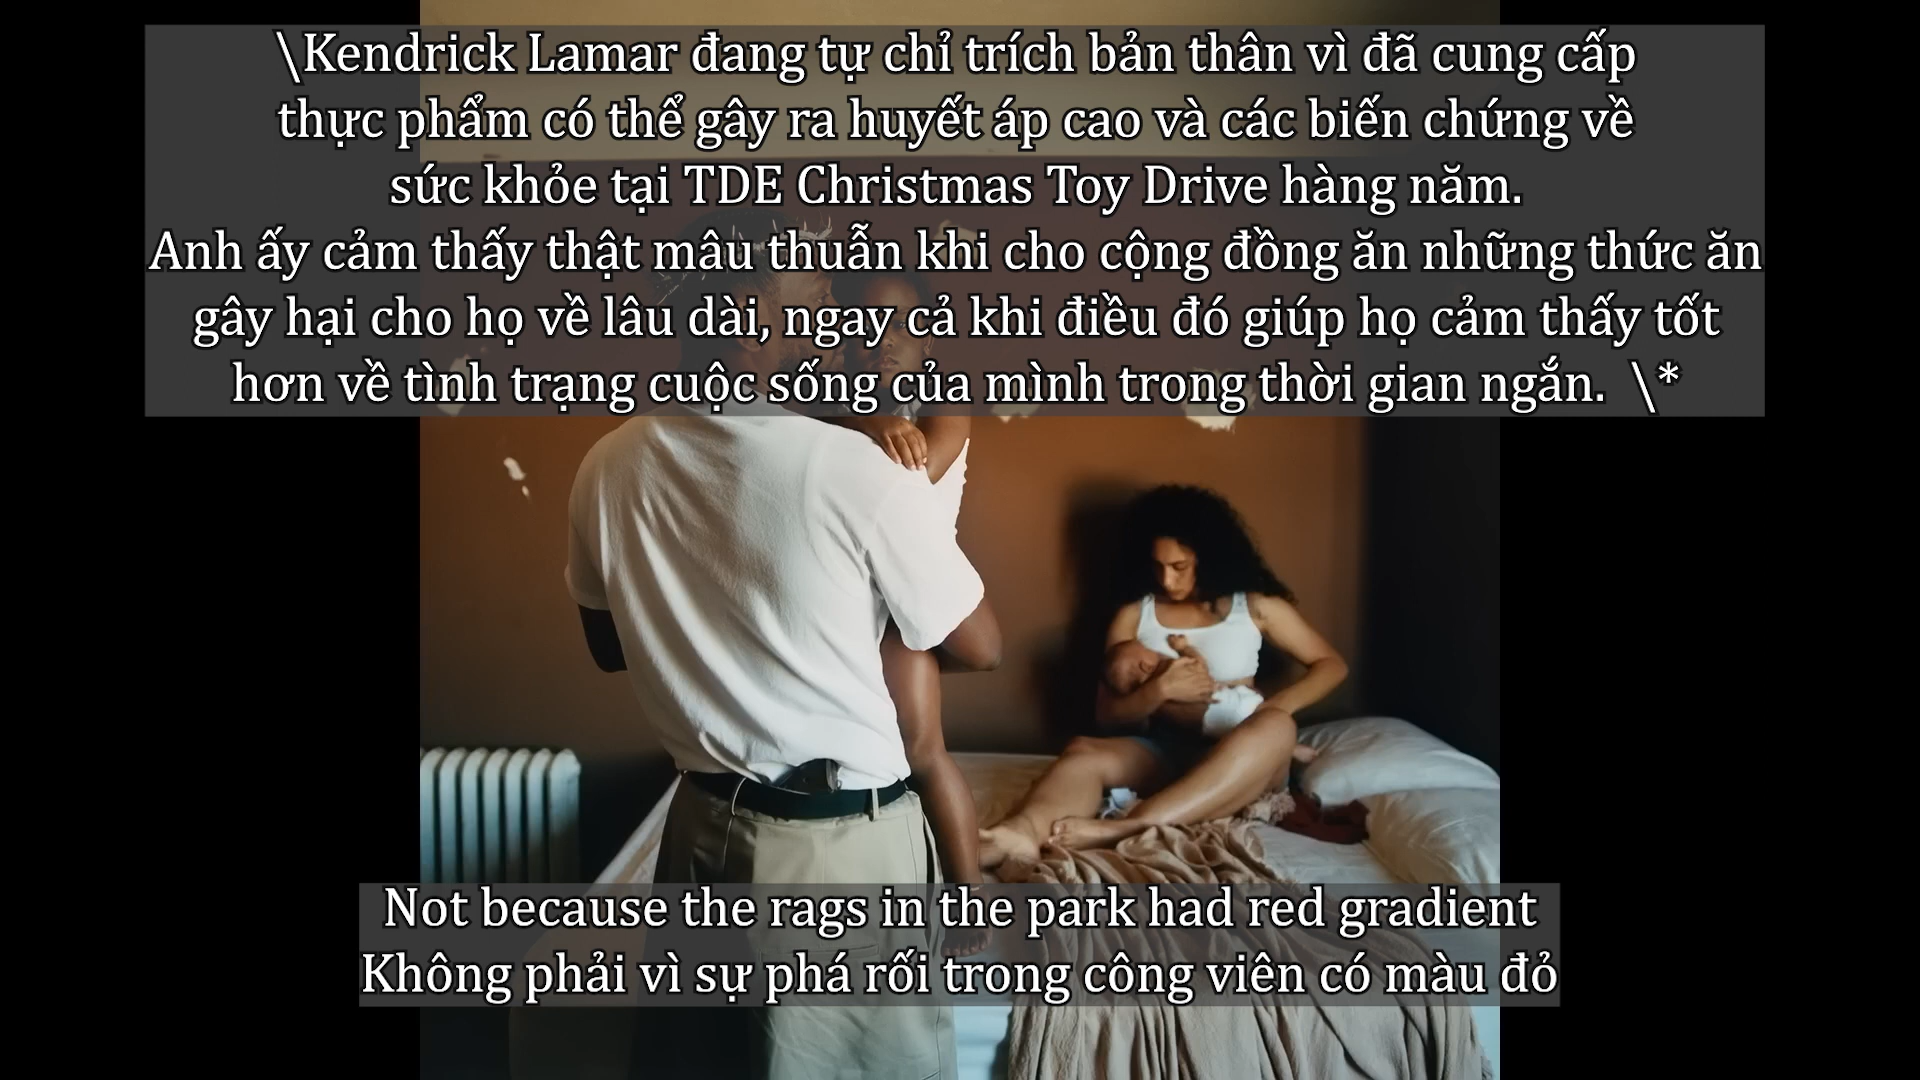 \Kendrick Lamar đang tự chỉ trích bản thân vì đã cung cấp
thực phẩm có thể gây ra huyết áp cao và các biến chứng về
sức khỏe tại TDE Christmas Toy Drive hàng năm.
Anh ấy cảm thấy thật mâu thuẫn khi cho cộng đồng ăn những thức ăn
gây hại cho họ về lâu dài, ngay cả khi điều đó giúp họ cảm thấy tốt
hơn về tình trạng cuộc sống của mình trong thời gian ngắn. \*
Not because the rags in the park had red gradient
Không phải vì sự phá rối trong công viên có màu đỏ